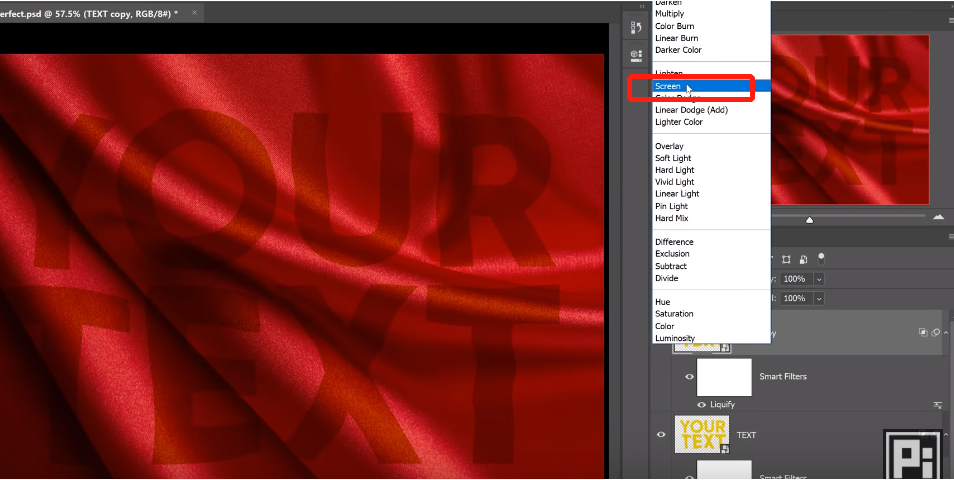 erfect.psd @ 57.5% (TEXT copy, RGB/8#) *
Darken
Multiply
Color Burn
Linear Burn
Darker Color
Lighten
Screen
Color Dodge
Linear Dodge (Add)
Lighter Color
Overlay
Soft Light
Hard Light
Vivid Light
Linear Light
Pin Light
Hard Mix
Difference
Exclusion
Subtract
Divide
Hue
Saturation
Color
Luminosity
YOUR
TEXT
YOUR
TEXT
y: 100%
l: 100%
y
Smart Filters
Liquify
YOUR
TEXT
TEXT
Smart Filters
Pi